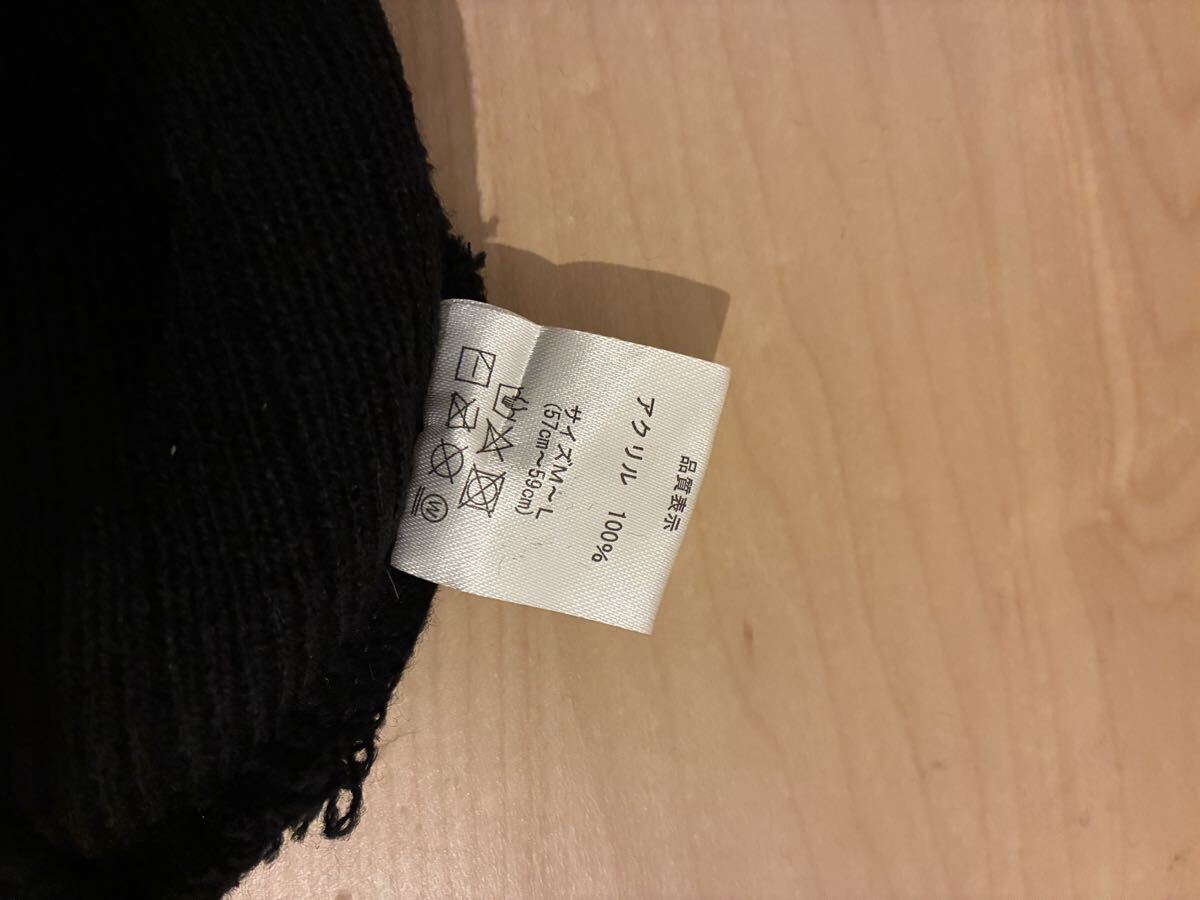 品質表示
アクリル 100%
サイズM～L
(57cm～59cm)
W